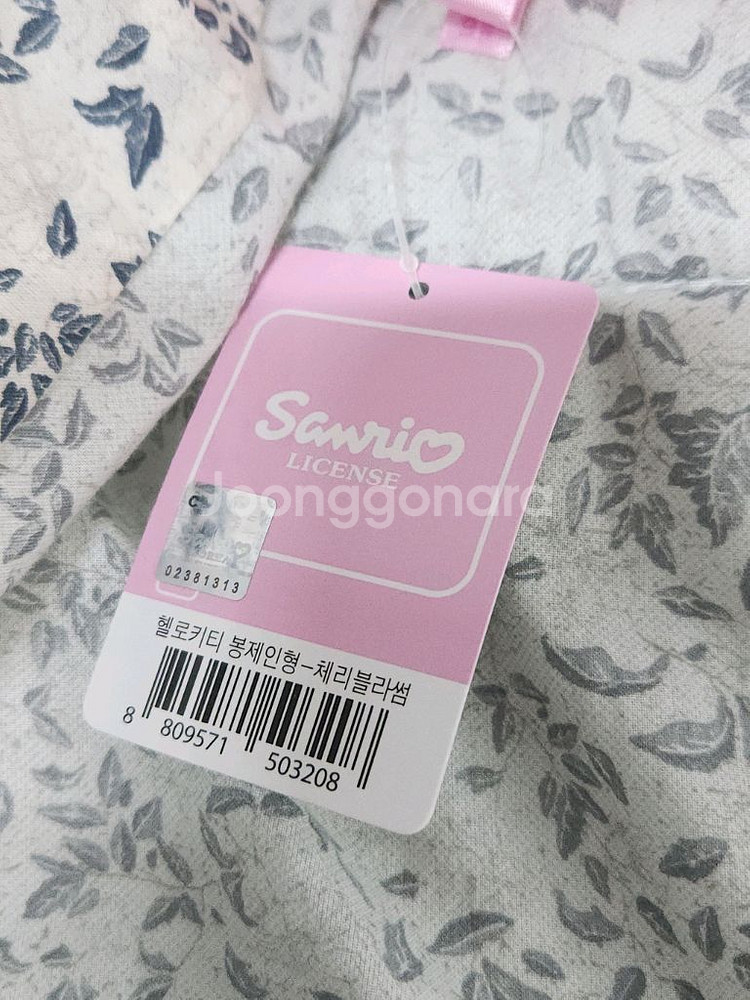 Sanrio
LICENSE
Joonggonara
02381313
헬로키티 봉제인형-체리블라썸
8 809571 503208